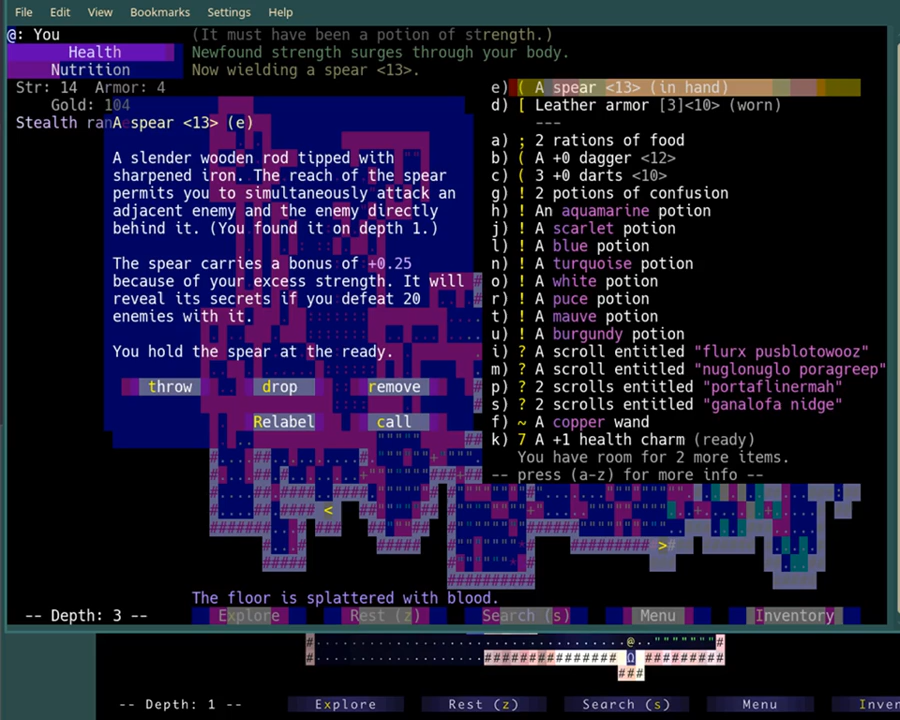 File Edit View Bookmarks Settings Help
@: You
(It must have been a potion of strength.)
Health
Newfound strength surges through your body.
Nutrition
Now wielding a spear <13>.
Str: 14 Armor: 4
Gold: 104
Stealth ran
A spear <13> (e)
A slender wooden rod tipped with
sharpened iron. The reach of the spear
permits you to simultaneously attack an
adjacent enemy and the enemy directly
behind it. (You found it on depth 1.)
The spear carries a bonus of +0.25
because of your excess strength. It will
reveal its secrets if you defeat 20
enemies with it.
You hold the spear at the ready.
throw drop remove
Relabel call
e) ( A spear <13> (in hand)
d) [ Leather armor [3]<10> (worn)
---
a) ; 2 rations of food
b) ( A +0 dagger <12>
c) ( 3 +0 darts <10>
g) ! 2 potions of confusion
h) ! An aquamarine potion
j) ! A scarlet potion
l) ! A blue potion
n) ! A turquoise potion
o) ! A white potion
r) ! A puce potion
t) ! A mauve potion
u) ! A burgundy potion
i) ? A scroll entitled "flurx pusblotowooz"
m) ? A scroll entitled "nuglonuglo poragreep"
p) ? 2 scrolls entitled "portaflinermah"
s) ? 2 scrolls entitled "ganalofa nidge"
f) ~ A copper wand
k) 7 A +1 health charm (ready)
You have room for 2 more items.
-- press (a-z) for more info --
<
>
The floor is splattered with blood.
-- Depth: 3 -- Explore Rest (z) Search (s) Menu Inventory
-- Depth: 1 -- Explore Rest (z) Search (s) Menu Inven